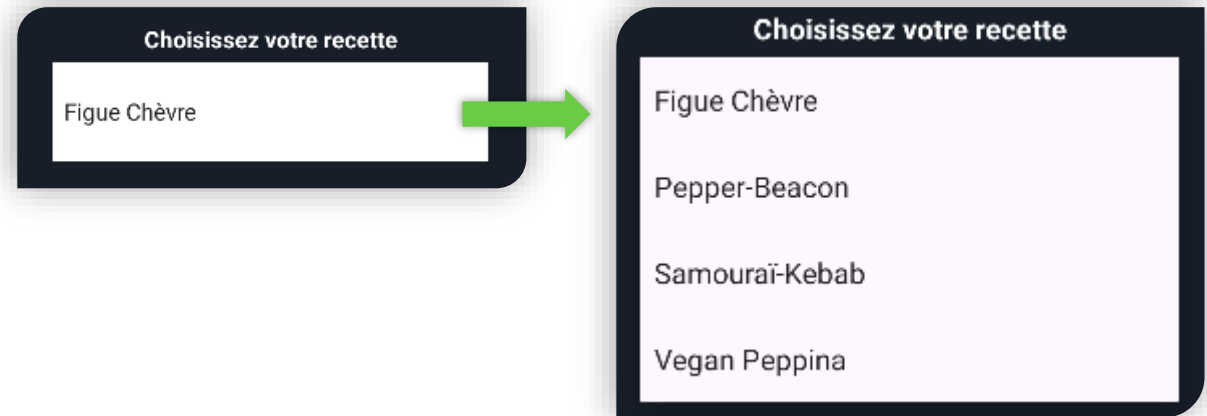 Choisissez votre recette
Figue Chèvre
Choisissez votre recette
Figue Chèvre
Pepper-Beacon
Samouraï-Kebab
Vegan Peppina